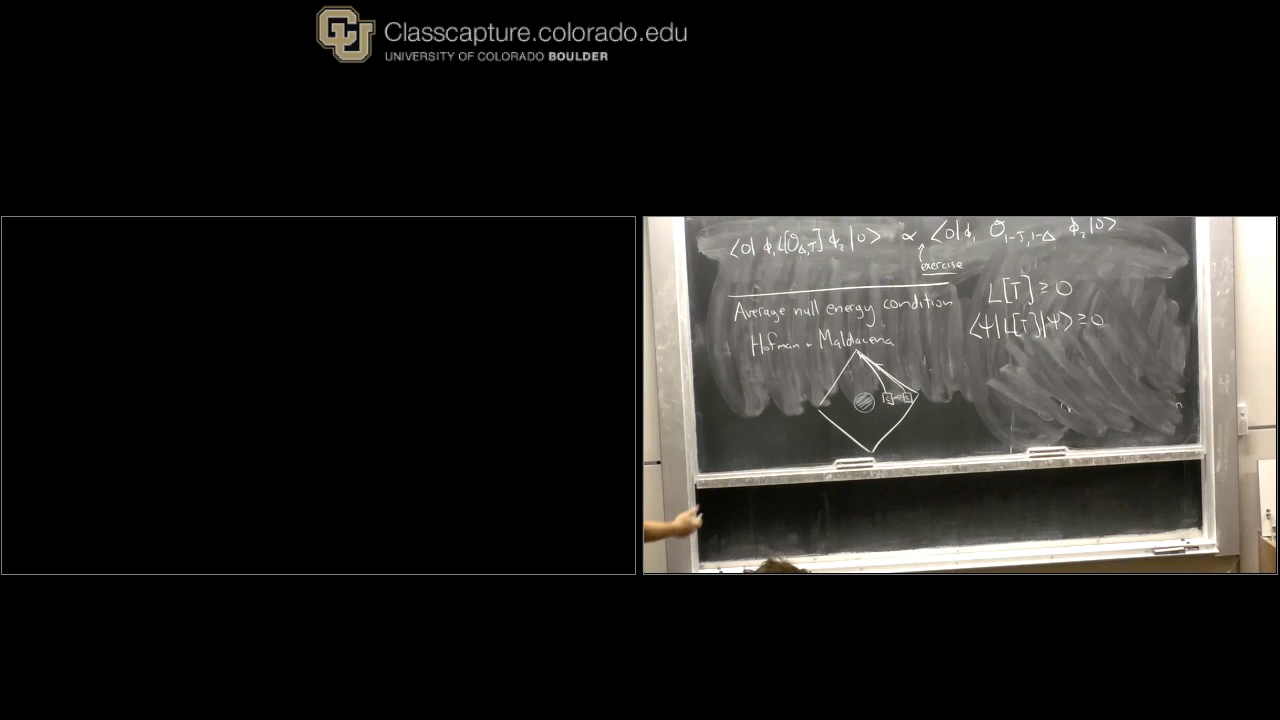 Classcapture.colorado.edu
UNIVERSITY OF COLORADO BOULDER
⟨0| ϕ₁ L[O_{Δ,J}] ϕ₂ |0⟩ ∝ ⟨0| ϕ₁ O_{1-J,1-Δ} ϕ₂ |0⟩
exercise
Average null energy condition
L[T] ≥ 0
⟨Ψ|L[T]|Ψ⟩ ≥ 0
Hofman + Maldacena